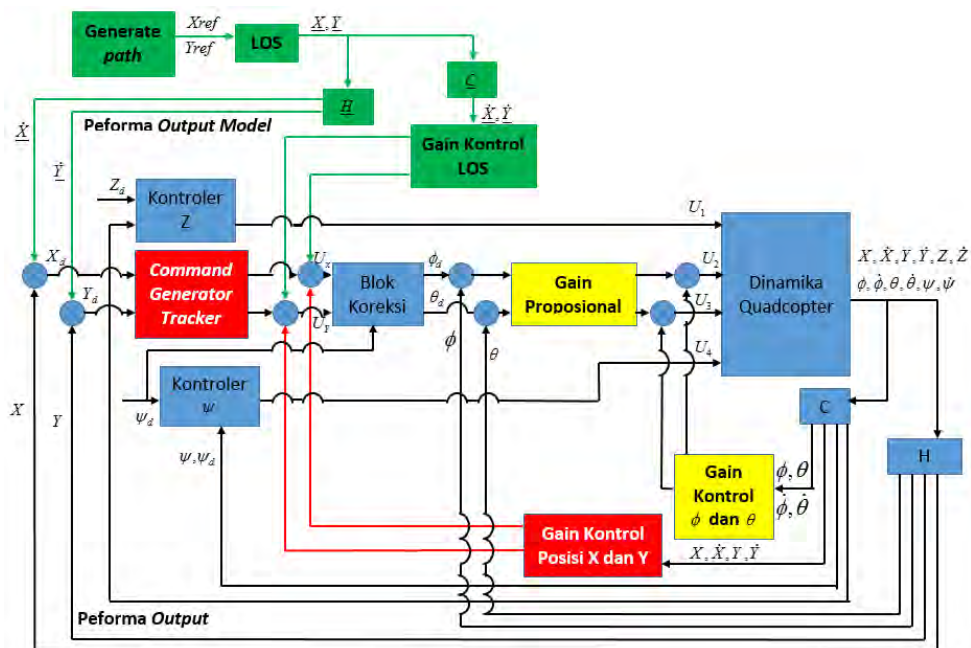 Generate
path
Xref
Yref
LOS
X, Y
C
H
Ẋ
Peforma Output Model
Ẋ, Ẏ
Gain Kontrol
LOS
Ẏ
Z_d
Kontroler
Z
U_1
X_d
Command
Generator
Tracker
U_x
Blok
Koreksi
ϕ_d
Gain
Proposional
U_2
Dinamika
Quadcopter
X, Ẋ, Y, Ẏ, Z, Ż
ϕ, ϕ̇, θ, θ̇, ψ, ψ̇
Y_d
U_Y
θ_d
U_3
ϕ
θ
U_4
Kontroler
ψ
ψ_d
X
Y
C
ψ, ψ_d
H
Gain
Kontrol
ϕ dan θ
ϕ, θ
ϕ̇, θ̇
Gain Kontrol
Posisi X dan Y
X, Ẋ, Y, Ẏ
Peforma Output